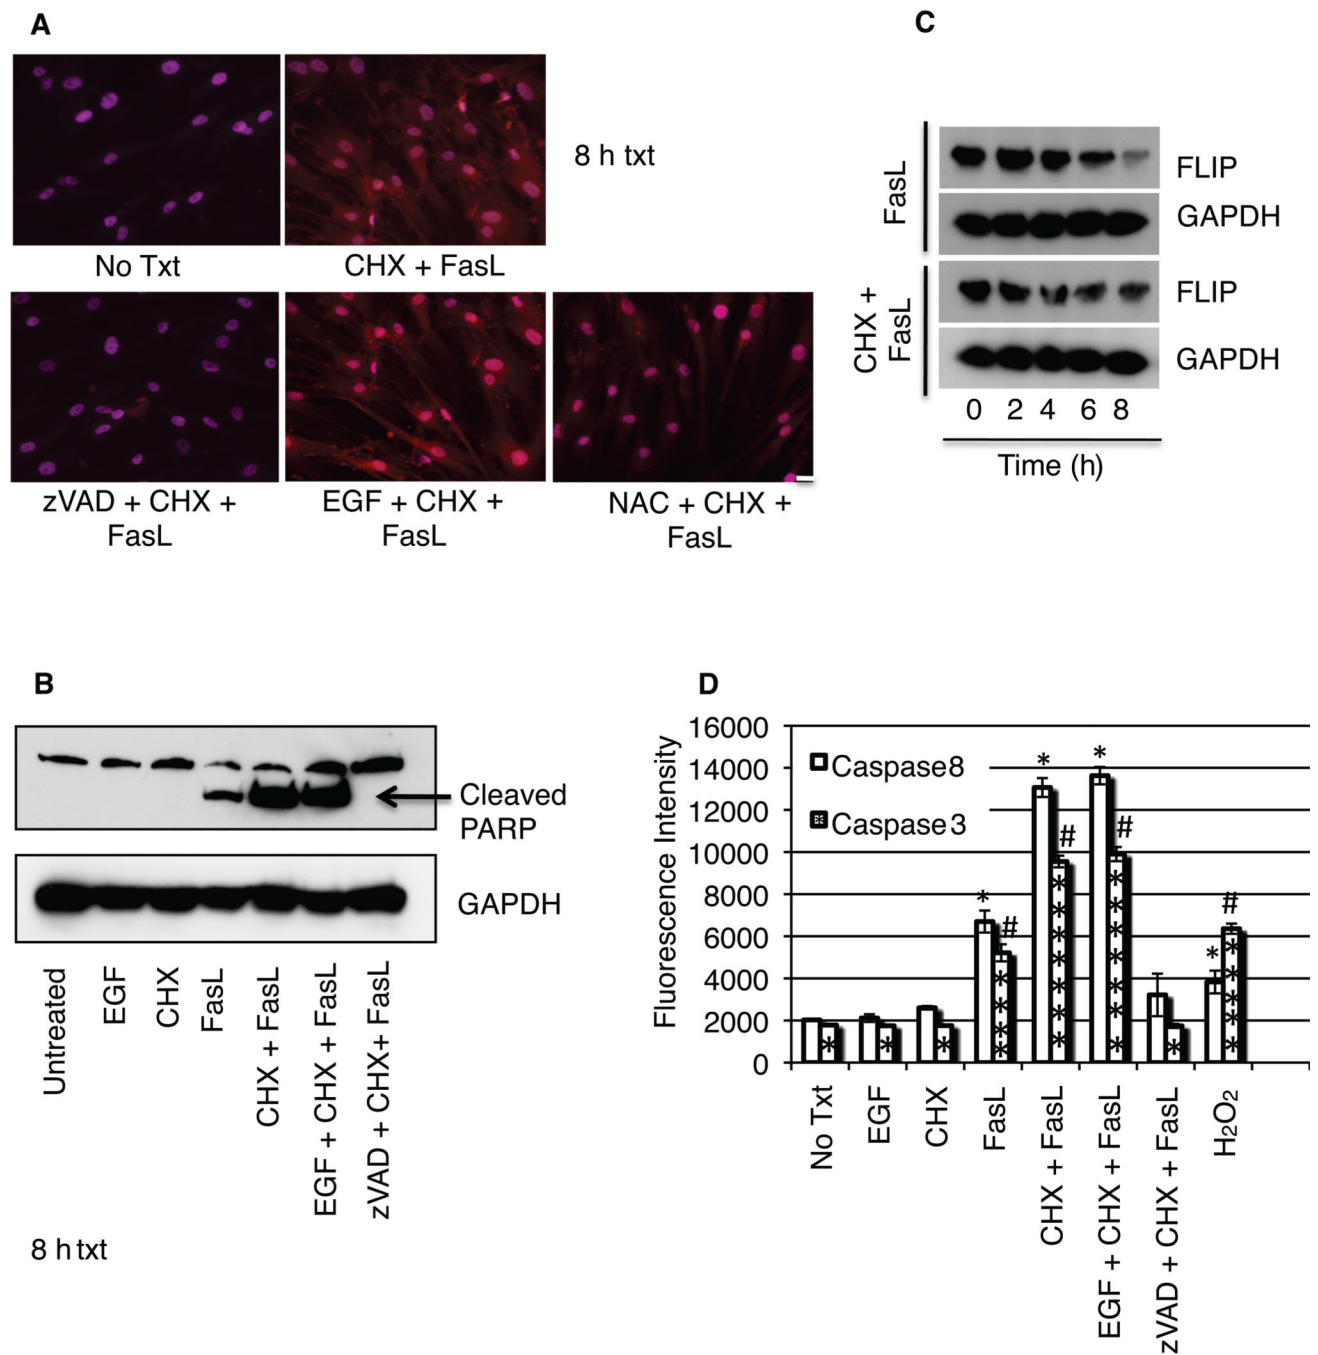 A
8 h txt
No Txt
CHX + FasL
zVAD + CHX +
FasL
EGF + CHX +
FasL
NAC + CHX +
FasL
C
FasL
FLIP
GAPDH
CHX +
FasL
FLIP
GAPDH
0 2 4 6 8
Time (h)
B
Cleaved
PARP
GAPDH
Untreated
EGF
CHX
FasL
CHX + FasL
EGF + CHX + FasL
zVAD + CHX+ FasL
8 h txt
D
Fluorescence Intensity
16000
14000
12000
10000
8000
6000
4000
2000
0
Caspase8
Caspase3
*
#
*
#
*
#
*
#
No Txt
EGF
CHX
FasL
CHX + FasL
EGF + CHX + FasL
zVAD + CHX + FasL
H₂O₂